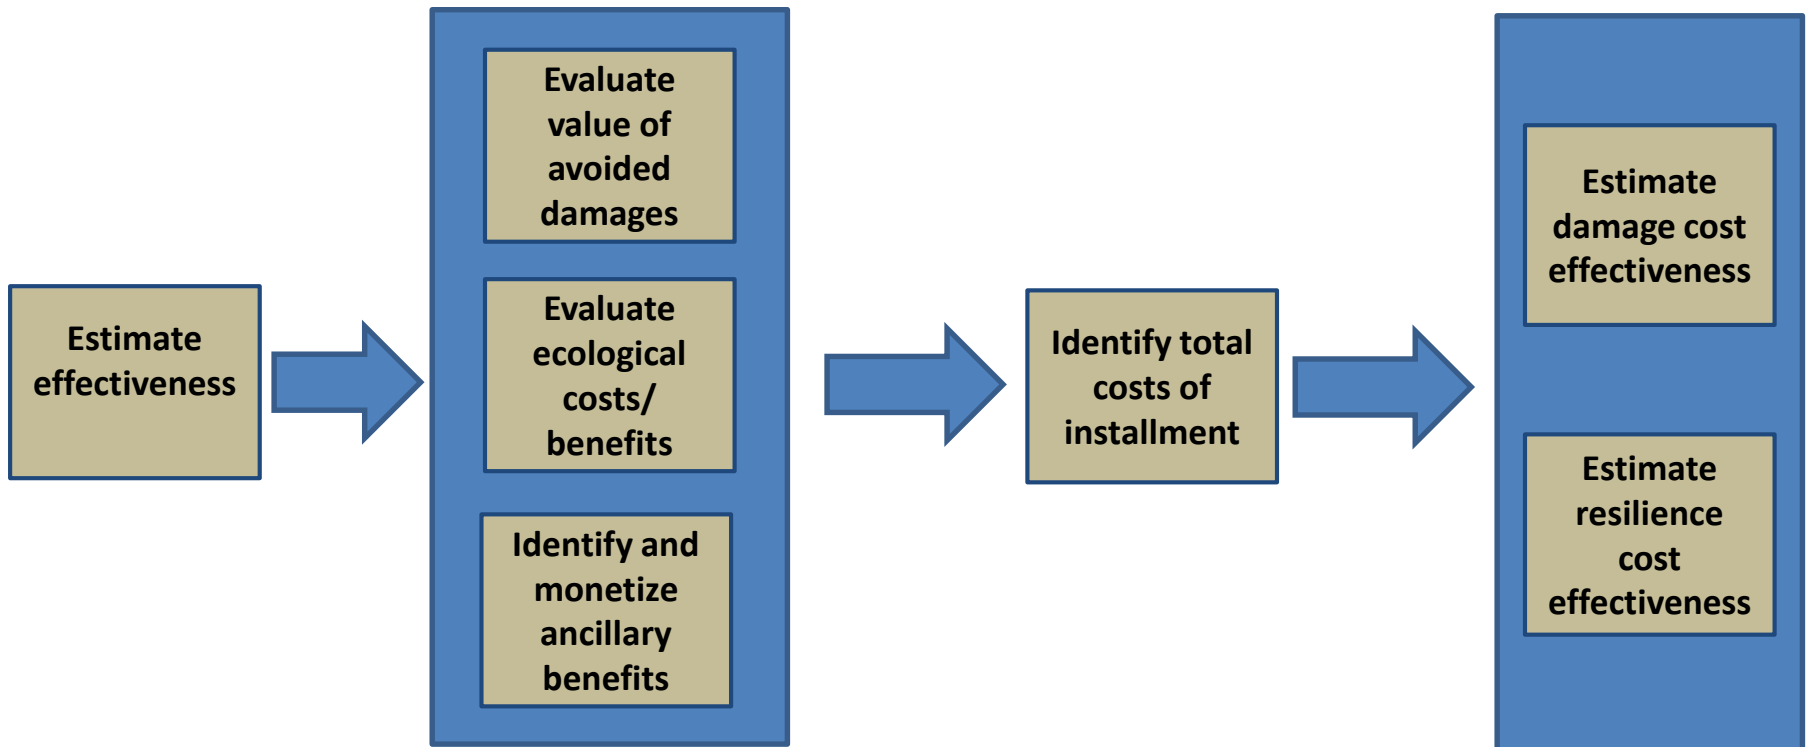 Estimate
effectiveness
Evaluate
value of
avoided
damages
Evaluate
ecological
costs/
benefits
Identify and
monetize
ancillary
benefits
Identify total
costs of
installment
Estimate
damage cost
effectiveness
Estimate
resilience
cost
effectiveness